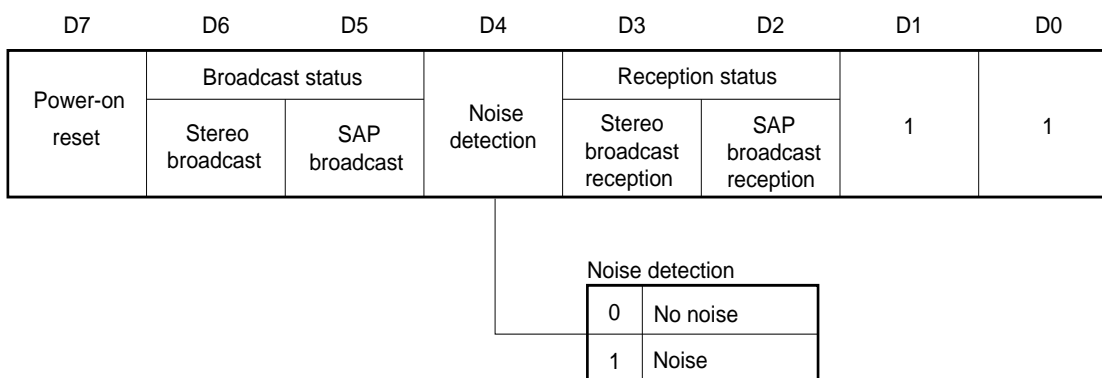 D7 D6 D5 D4 D3 D2 D1 D0
Power-on
reset
Broadcast status
Stereo
broadcast
SAP
broadcast
Noise
detection
Reception status
Stereo
broadcast
reception
SAP
broadcast
reception
1
1
Noise detection
0 No noise
1 Noise